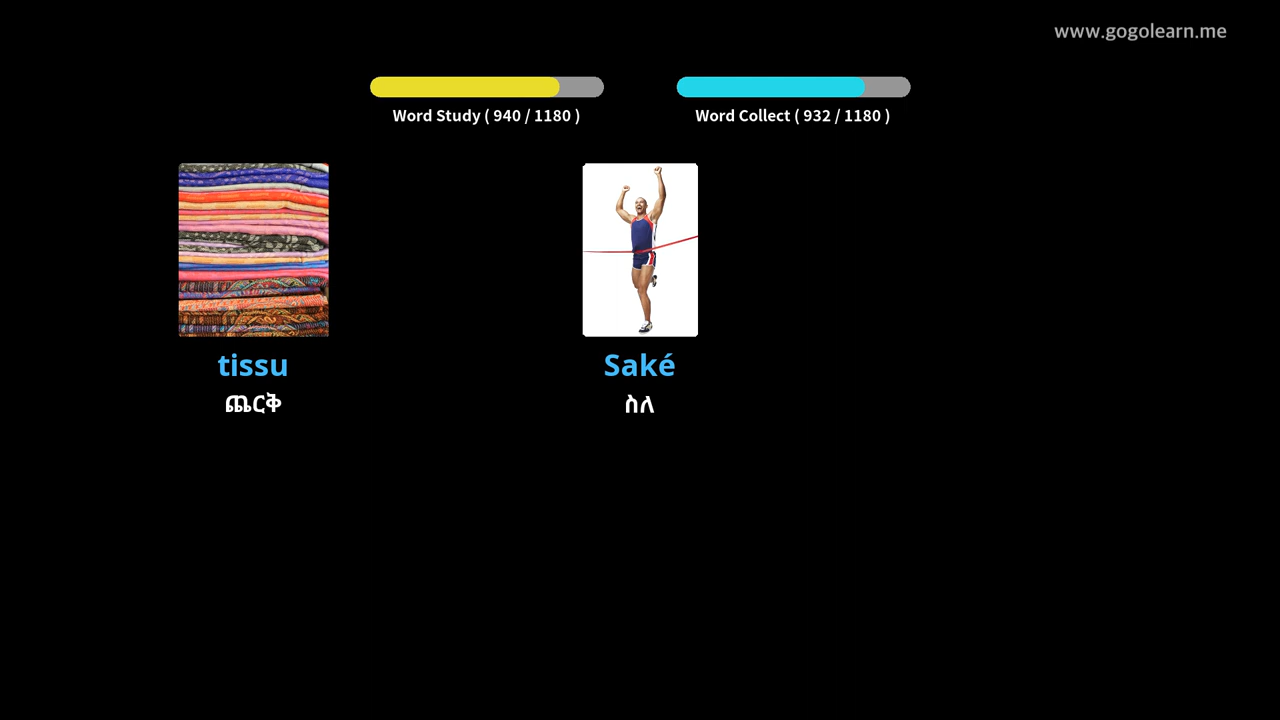 www.gogolearn.me
Word Study ( 940 / 1180 )
Word Collect ( 932 / 1180 )
tissu
ጨርቅ
Saké
ስለ